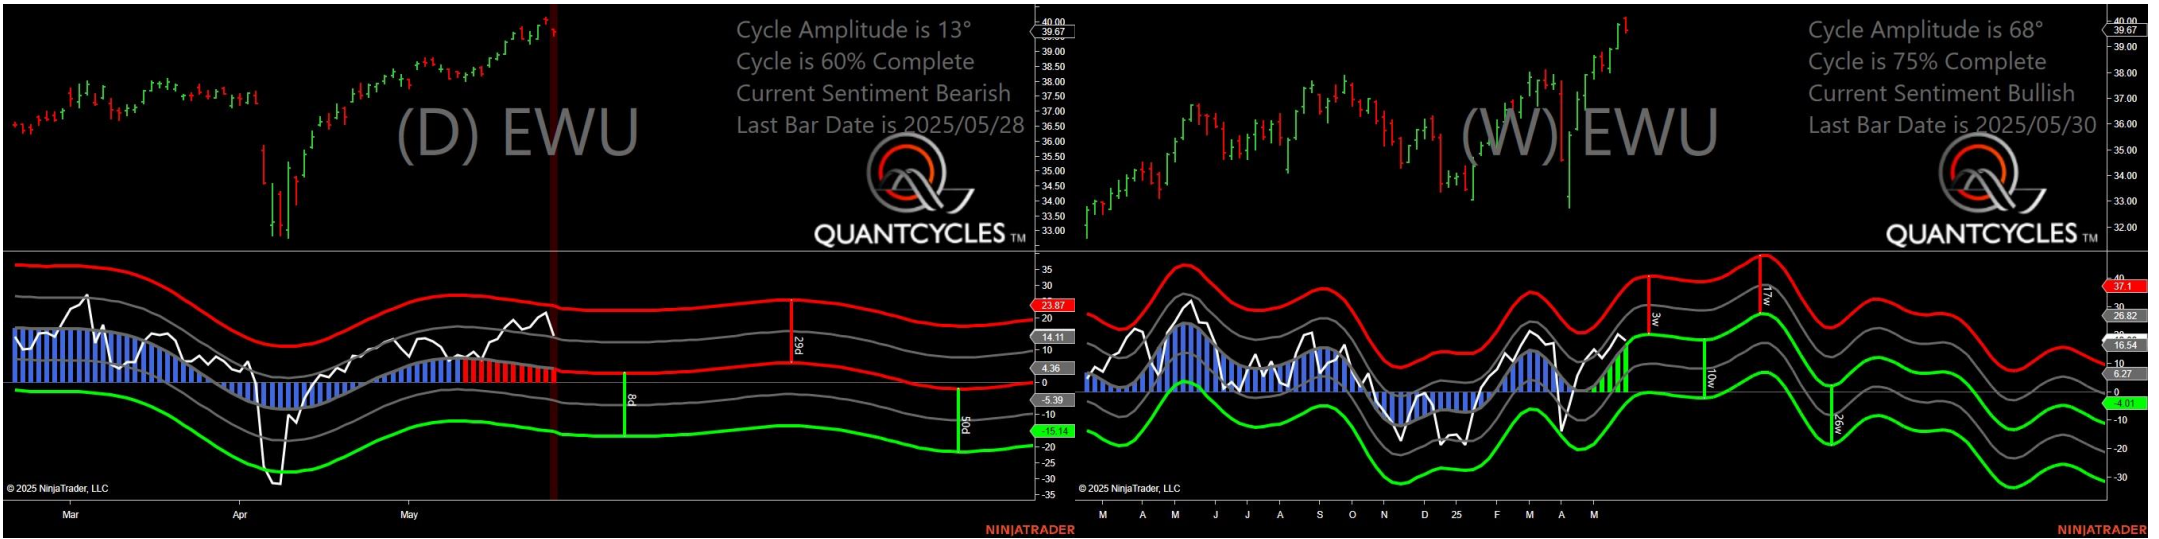 Cycle Amplitude is 13°
Cycle is 60% Complete
Current Sentiment Bearish
Last Bar Date is 2025/05/28
(D) EWU
QUANTCYCLES TM
40.00
39.67
39.00
38.50
38.00
37.50
37.00
36.50
36.00
35.50
35.00
34.50
34.00
33.50
33.00
35
30
23.87
20
14.11
10
4.36
0
-5.39
-10
-15.14
-20
-25
-30
-35
8d
29d
50d
© 2025 NinjaTrader, LLC
Mar Apr May
NINJATRADER
Cycle Amplitude is 68°
Cycle is 75% Complete
Current Sentiment Bullish
Last Bar Date is 2025/05/30
(W) EWU
QUANTCYCLES TM
40.00
39.67
39.00
38.00
37.00
36.00
35.00
34.00
33.00
32.00
40
37.1
30
26.82
16.54
10
6.27
0
-4.01
-10
-20
-30
3w
10w
17w
26w
© 2025 NinjaTrader, LLC
M A M J J A S O N D 25 F M A M
NINJATRADER